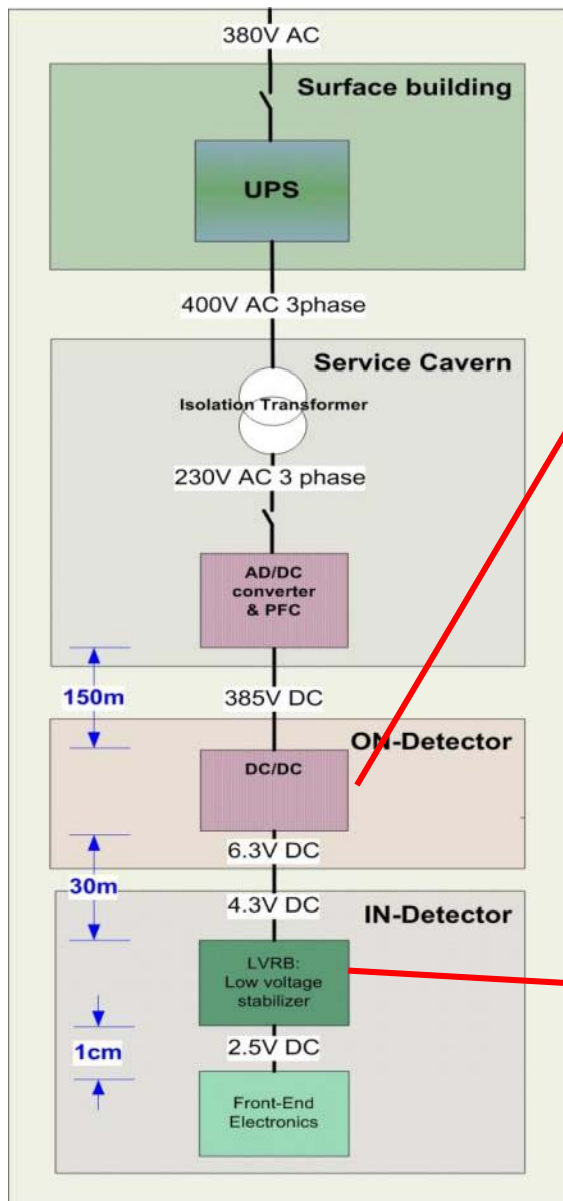 380V AC
Surface building
UPS
400V AC 3phase
Service Cavern
Isolation Transformer
230V AC 3 phase
AD/DC
converter
& PFC
150m
385V DC
ON-Detector
DC/DC
6.3V DC
30m
4.3V DC
IN-Detector
LVRB:
Low voltage
stabilizer
1cm
2.5V DC
Front-End
Electronics